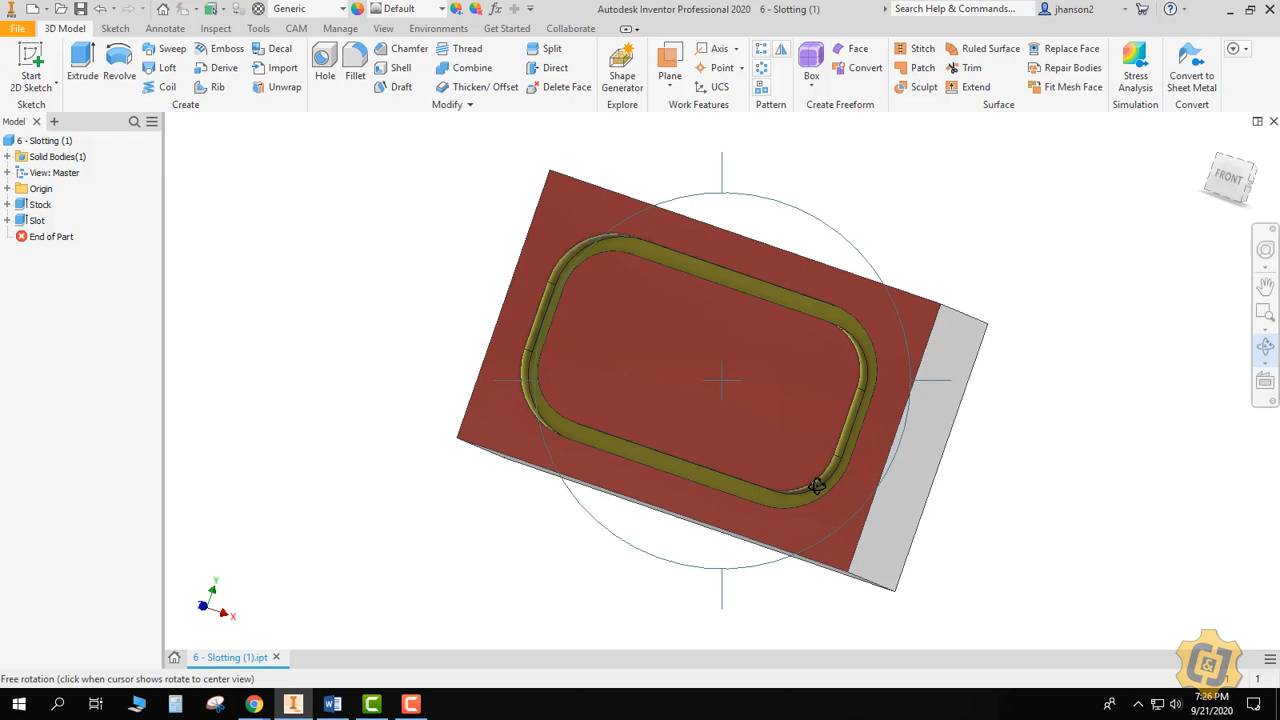 Generic
Default
Autodesk Inventor Professional 2020   6 - Slotting (1)
Search Help & Commands...
jhanson2
File
3D Model
Sketch
Annotate
Inspect
Tools
CAM
Manage
View
Environments
Get Started
Collaborate
Start
2D Sketch
Sketch
Extrude
Revolve
Sweep
Emboss
Decal
Loft
Derive
Import
Coil
Rib
Unwrap
Create
Hole
Fillet
Chamfer
Thread
Split
Shell
Combine
Direct
Draft
Thicken/ Offset
Delete Face
Modify
Shape
Generator
Explore
Plane
Axis
Point
UCS
Work Features
Pattern
Box
Face
Convert
Create Freeform
Stitch
Ruled Surface
Replace Face
Patch
Trim
Repair Bodies
Sculpt
Extend
Fit Mesh Face
Surface
Stress
Analysis
Simulation
Convert to
Sheet Metal
Convert
Model
6 - Slotting (1)
Solid Bodies(1)
View: Master
Origin
Stock
Slot
End of Part
FRONT
Y
X
6 - Slotting (1).ipt
Free rotation (click when cursor shows rotate to center view)
1
7:26 PM
9/21/2020